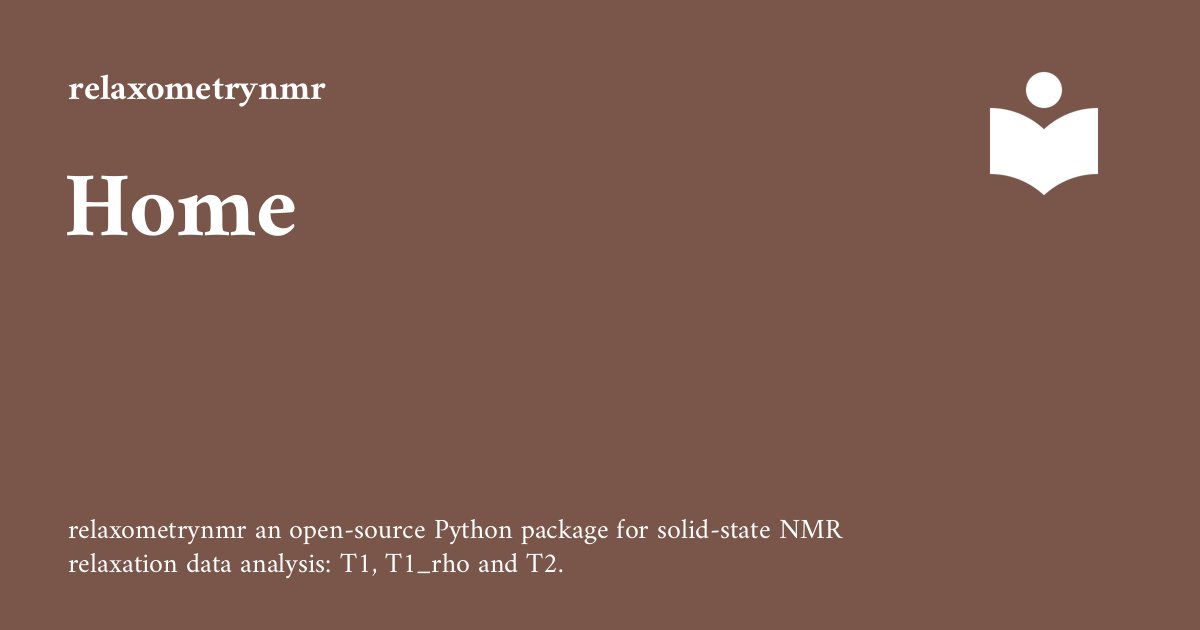 relaxometrynmr
Home
relaxometrynmr an open-source Python package for solid-state NMR
relaxation data analysis: T1, T1_rho and T2.